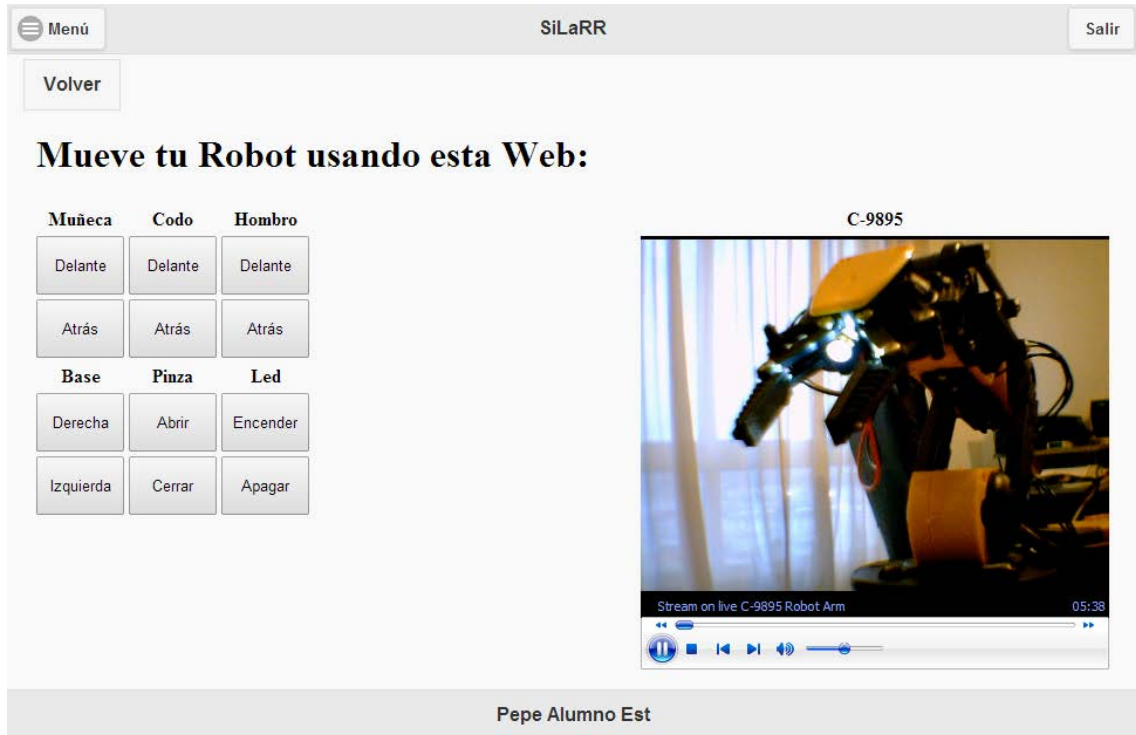 Menú SiLaRR Salir
Volver
Mueve tu Robot usando esta Web:
Muñeca Codo Hombro C-9895
Delante Delante Delante
Atrás Atrás Atrás
Base Pinza Led
Derecha Abrir Encender
Izquierda Cerrar Apagar
Stream on live C-9895 Robot Arm 05:38
Pepe Alumno Est